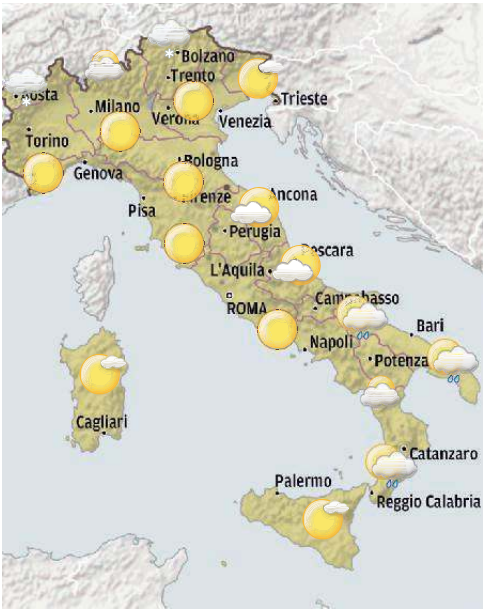 Bolzano
Trento
Aosta
Milano
Verona
Venezia
Trieste
Torino
Genova
Bologna
Firenze
Ancona
Pisa
Perugia
Pescara
L'Aquila
ROMA
Campobasso
Bari
Napoli
Potenza
Cagliari
Catanzaro
Palermo
Reggio Calabria